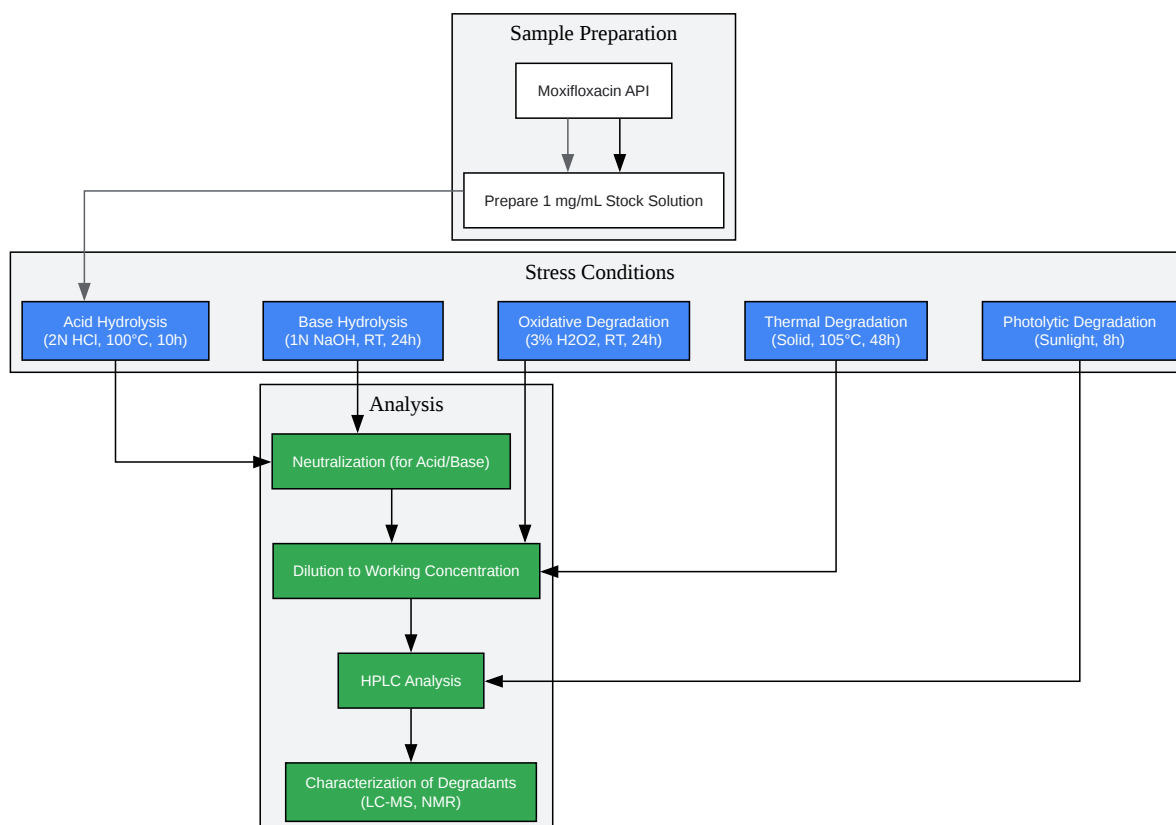 Sample Preparation
Moxifloxacin API
Prepare 1 mg/mL Stock Solution
Stress Conditions
Acid Hydrolysis
(2N HCl, 100°C, 10h)
Base Hydrolysis
(1N NaOH, RT, 24h)
Oxidative Degradation
(3% H2O2, RT, 24h)
Thermal Degradation
(Solid, 105°C, 48h)
Photolytic Degradation
(Sunlight, 8h)
Analysis
Neutralization (for Acid/Base)
Dilution to Working Concentration
HPLC Analysis
Characterization of Degradants
(LC-MS, NMR)